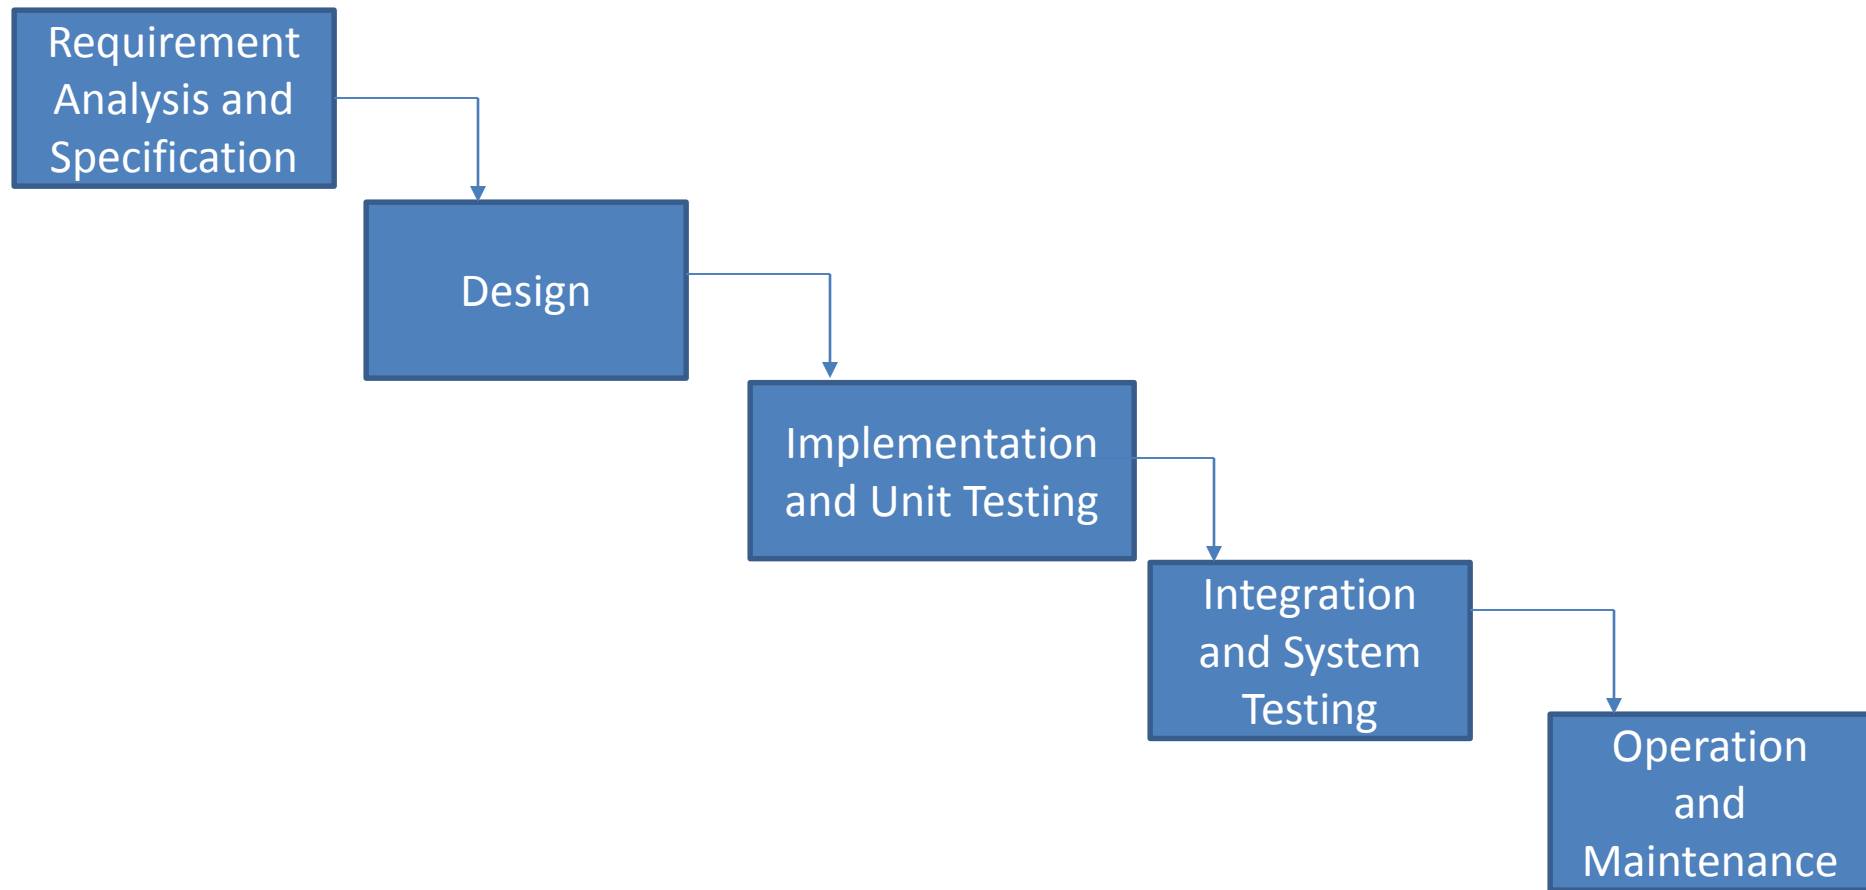 Requirement
Analysis and
Specification
Design
Implementation
and Unit Testing
Integration
and System
Testing
Operation
and
Maintenance